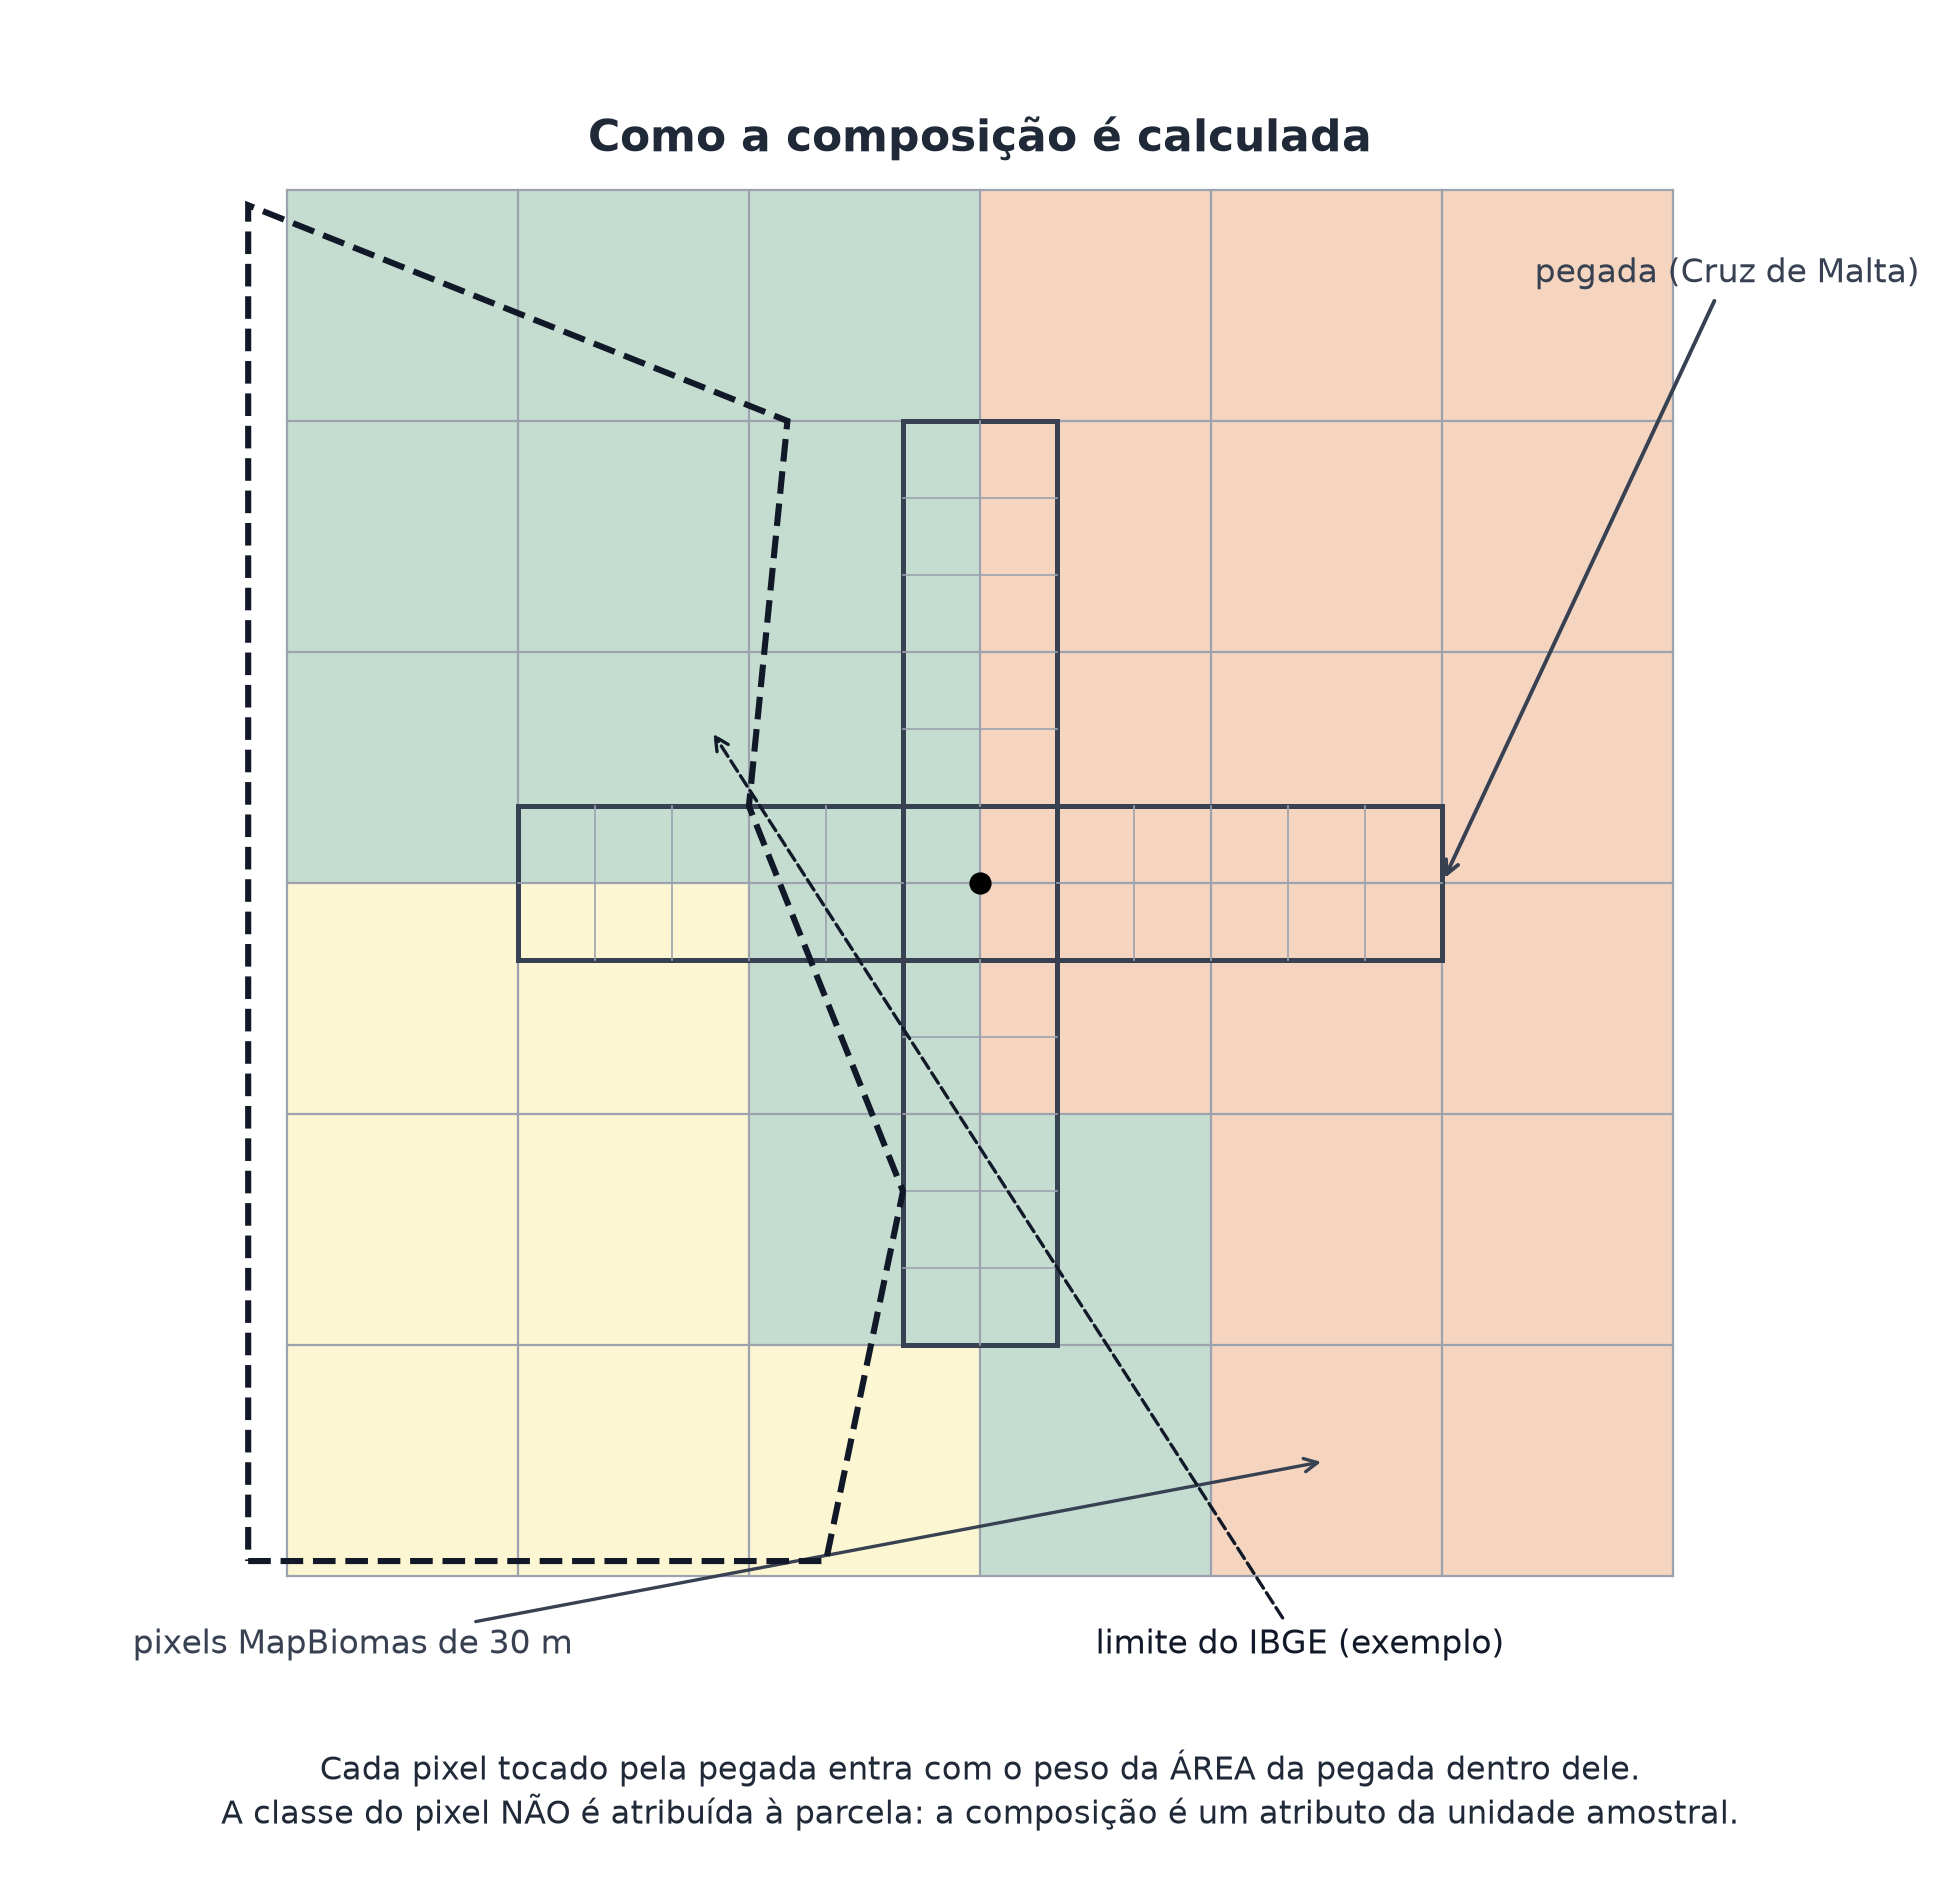 Como a composição é calculada
pegada (Cruz de Malta)
pixels MapBiomas de 30 m
limite do IBGE (exemplo)
Cada pixel tocado pela pegada entra com o peso da ÁREA da pegada dentro dele.
A classe do pixel NÃO é atribuída à parcela: a composição é um atributo da unidade amostral.